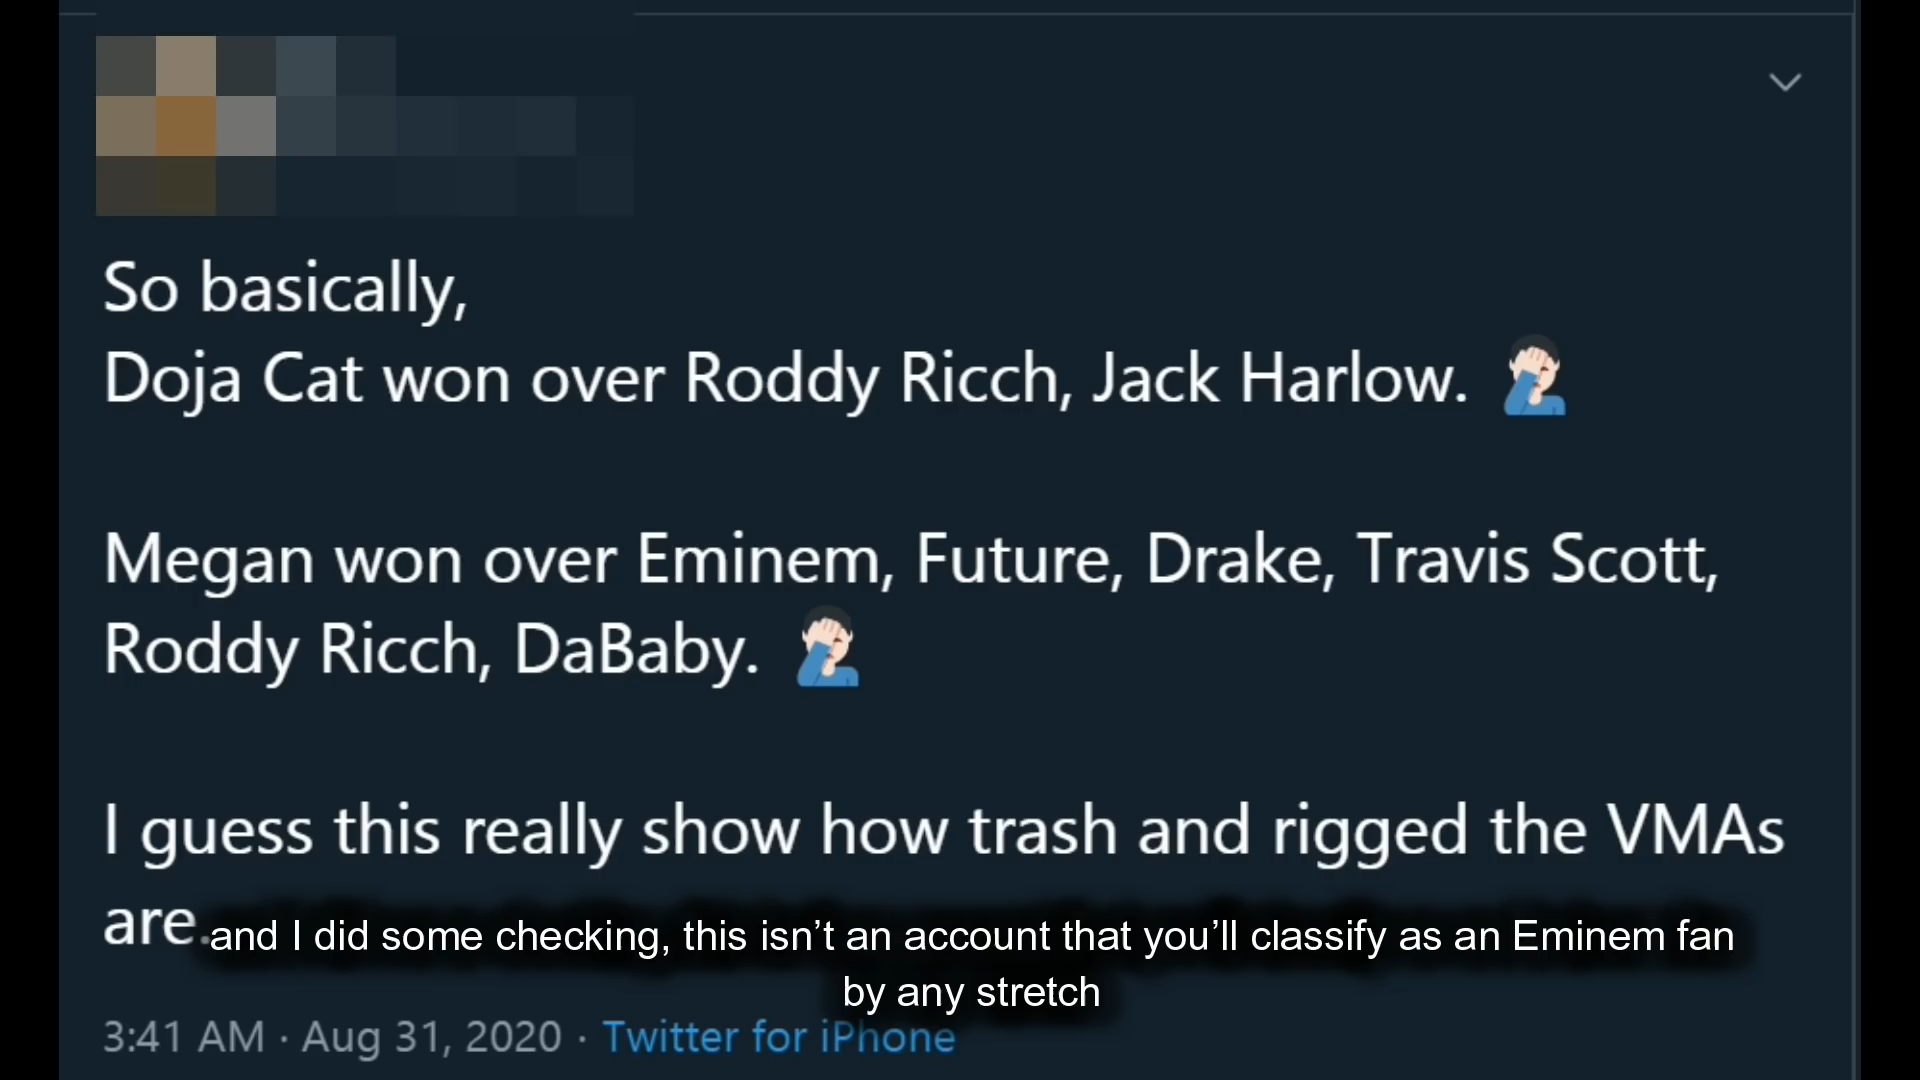 So basically,
Doja Cat won over Roddy Ricch, Jack Harlow. 🤦🏻‍♂️
Megan won over Eminem, Future, Drake, Travis Scott,
Roddy Ricch, DaBaby. 🤦🏻‍♂️
I guess this really show how trash and rigged the VMAs
are.
and I did some checking, this isn’t an account that you’ll classify as an Eminem fan
by any stretch
3:41 AM · Aug 31, 2020 · Twitter for iPhone